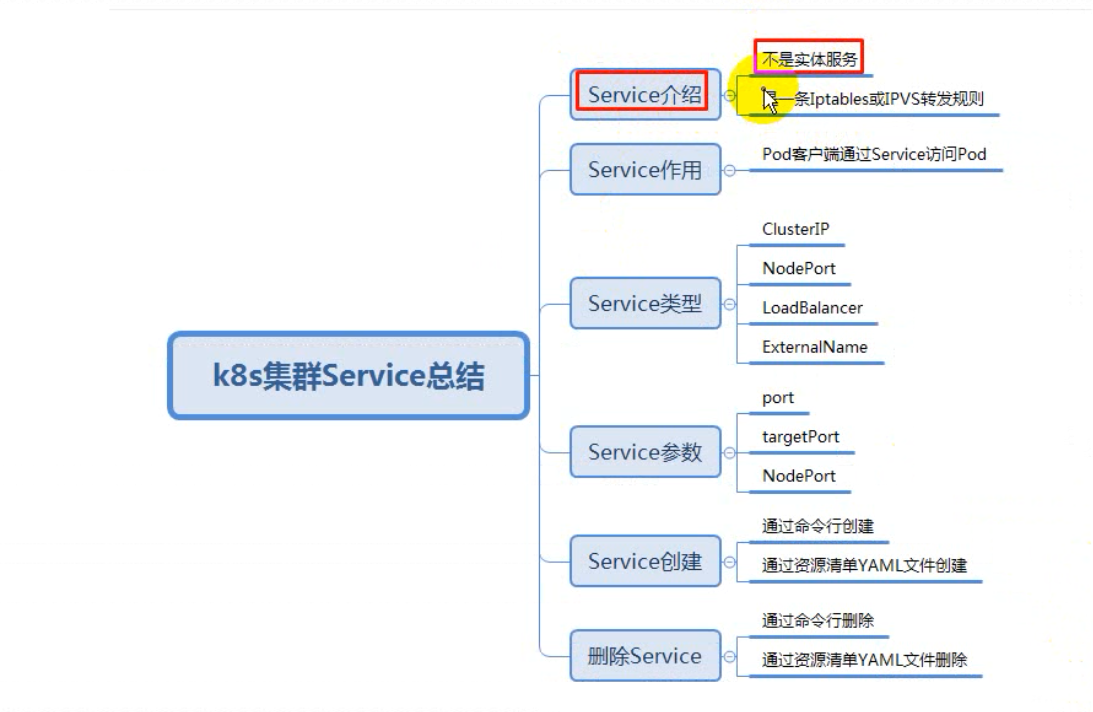 k8s集群Service总结
Service介绍
不是实体服务
一条Iptables或IPVS转发规则
Service作用
Pod客户端通过Service访问Pod
Service类型
ClusterIP
NodePort
LoadBalancer
ExternalName
Service参数
port
targetPort
NodePort
Service创建
通过命令行创建
通过资源清单YAML文件创建
删除Service
通过命令行删除
通过资源清单YAML文件删除